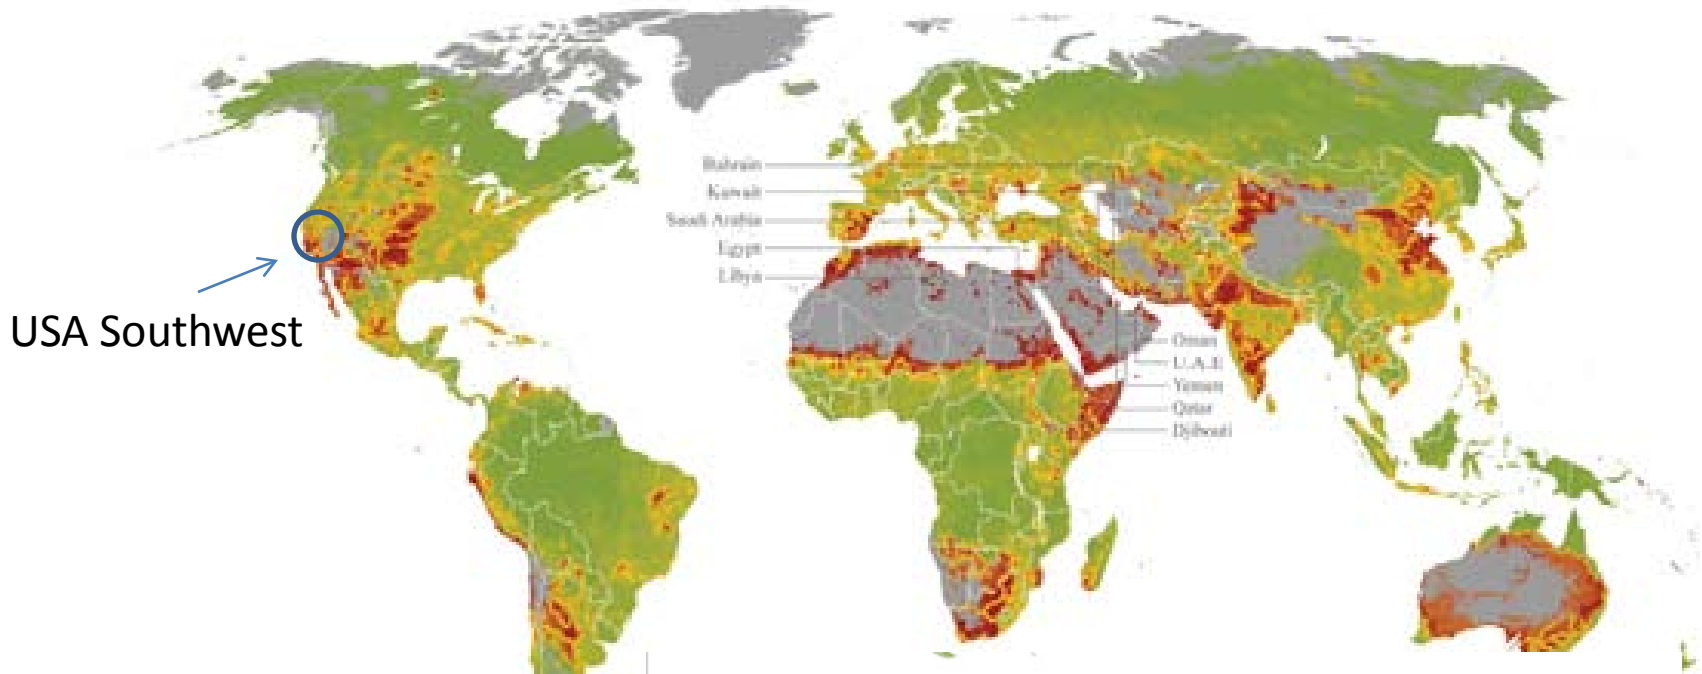 Bahrain
Kuwait
Saudi Arabia
Egypt
Libya
USA Southwest
Oman
U.A.E
Yemen
Qatar
Djibouti